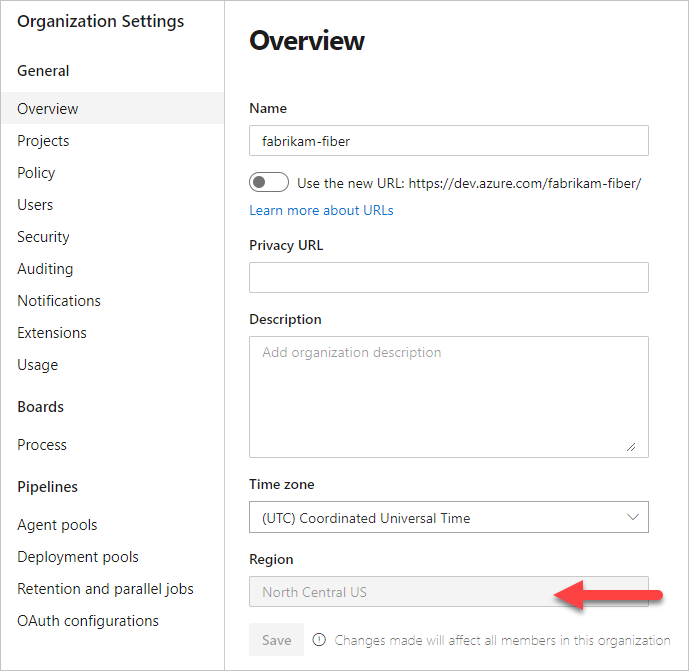 Organization Settings
General
Overview
Projects
Policy
Users
Security
Auditing
Notifications
Extensions
Usage
Boards
Process
Pipelines
Agent pools
Deployment pools
Retention and parallel jobs
OAuth configurations
Overview
Name
fabrikam-fiber
Use the new URL: https://dev.azure.com/fabrikam-fiber/
Learn more about URLs
Privacy URL
Description
Add organization description
Time zone
(UTC) Coordinated Universal Time
Region
North Central US
Save
Changes made will affect all members in this organization